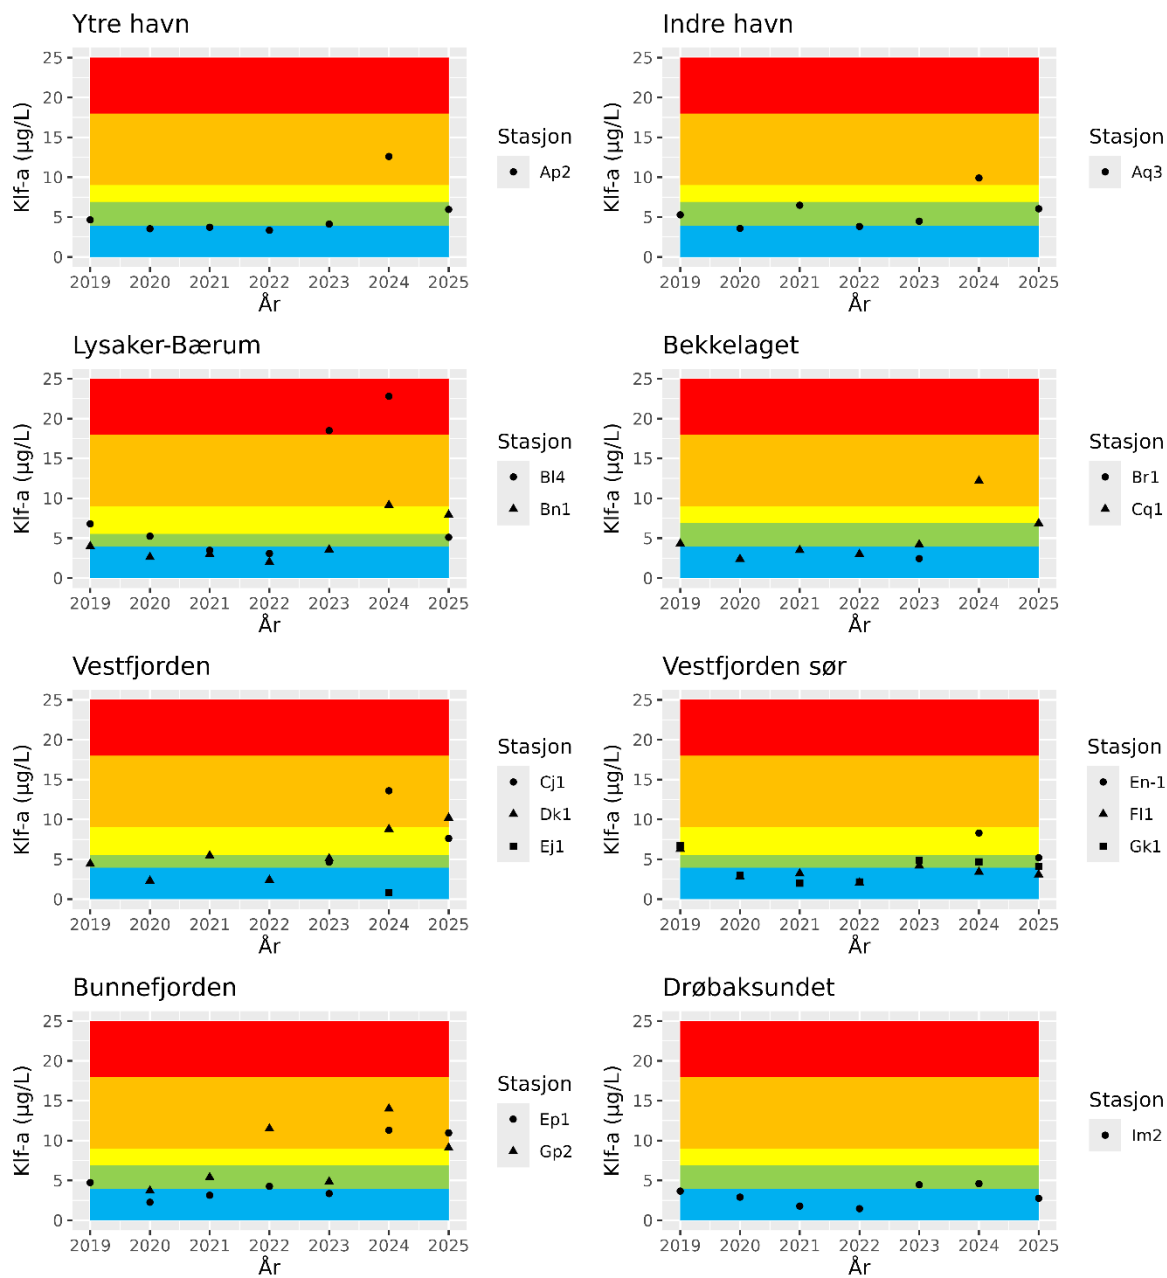 Ytre havn
Klf-a (µg/L)
25
20
15
10
5
0
2019 2020 2021 2022 2023 2024 2025
År
Stasjon
Ap2
Indre havn
Klf-a (µg/L)
25
20
15
10
5
0
2019 2020 2021 2022 2023 2024 2025
År
Stasjon
Aq3
Lysaker-Bærum
Klf-a (µg/L)
25
20
15
10
5
0
2019 2020 2021 2022 2023 2024 2025
År
Stasjon
Bl4
Bn1
Bekkelaget
Klf-a (µg/L)
25
20
15
10
5
0
2019 2020 2021 2022 2023 2024 2025
År
Stasjon
Br1
Cq1
Vestfjorden
Klf-a (µg/L)
25
20
15
10
5
0
2019 2020 2021 2022 2023 2024 2025
År
Stasjon
Cj1
Dk1
Ej1
Vestfjorden sør
Klf-a (µg/L)
25
20
15
10
5
0
2019 2020 2021 2022 2023 2024 2025
År
Stasjon
En-1
Fl1
Gk1
Bunnefjorden
Klf-a (µg/L)
25
20
15
10
5
0
2019 2020 2021 2022 2023 2024 2025
År
Stasjon
Ep1
Gp2
Drøbaksundet
Klf-a (µg/L)
25
20
15
10
5
0
2019 2020 2021 2022 2023 2024 2025
År
Stasjon
Im2